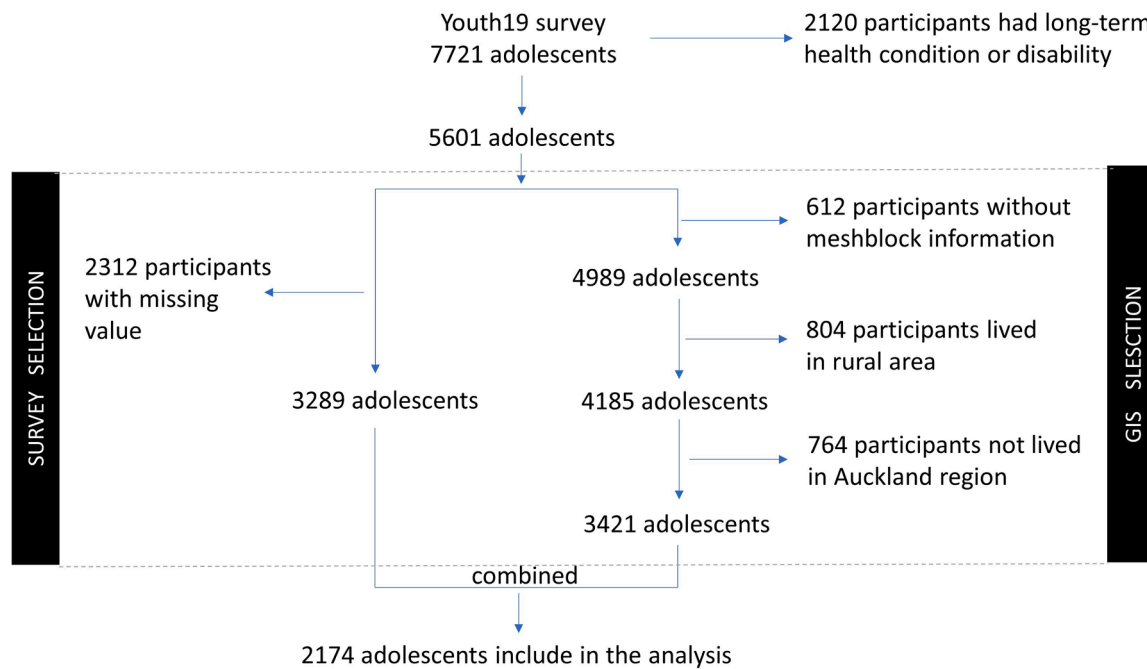 Youth19 survey
7721 adolescents
2120 participants had long-term
health condition or disability
5601 adolescents
SURVEY SELECTION
GIS SLESCTION
612 participants without
meshblock information
2312 participants
with missing
value
4989 adolescents
804 participants lived
in rural area
3289 adolescents
4185 adolescents
764 participants not lived
in Auckland region
3421 adolescents
combined
2174 adolescents include in the analysis